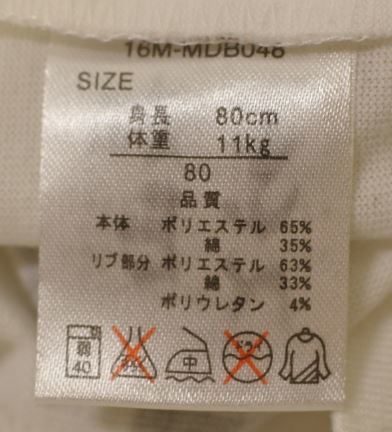 16M-MDB048
SIZE
身長 80cm
体重 11kg
80
品質
本体 ポリエステル 65%
綿 35%
リブ部分 ポリエステル 63%
綿 33%
ポリウレタン 4%
弱 中
40